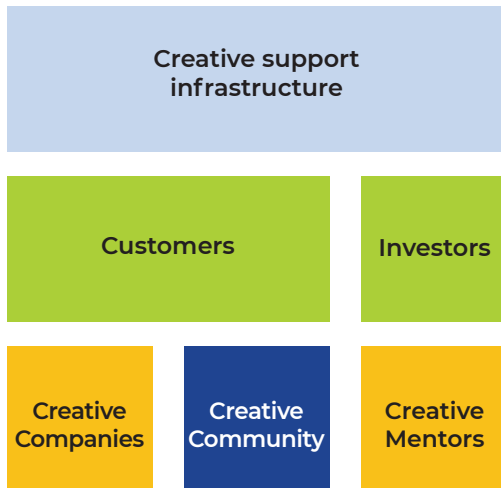 Creative support
infrastructure
Customers
Investors
Creative
Companies
Creative
Community
Creative
Mentors